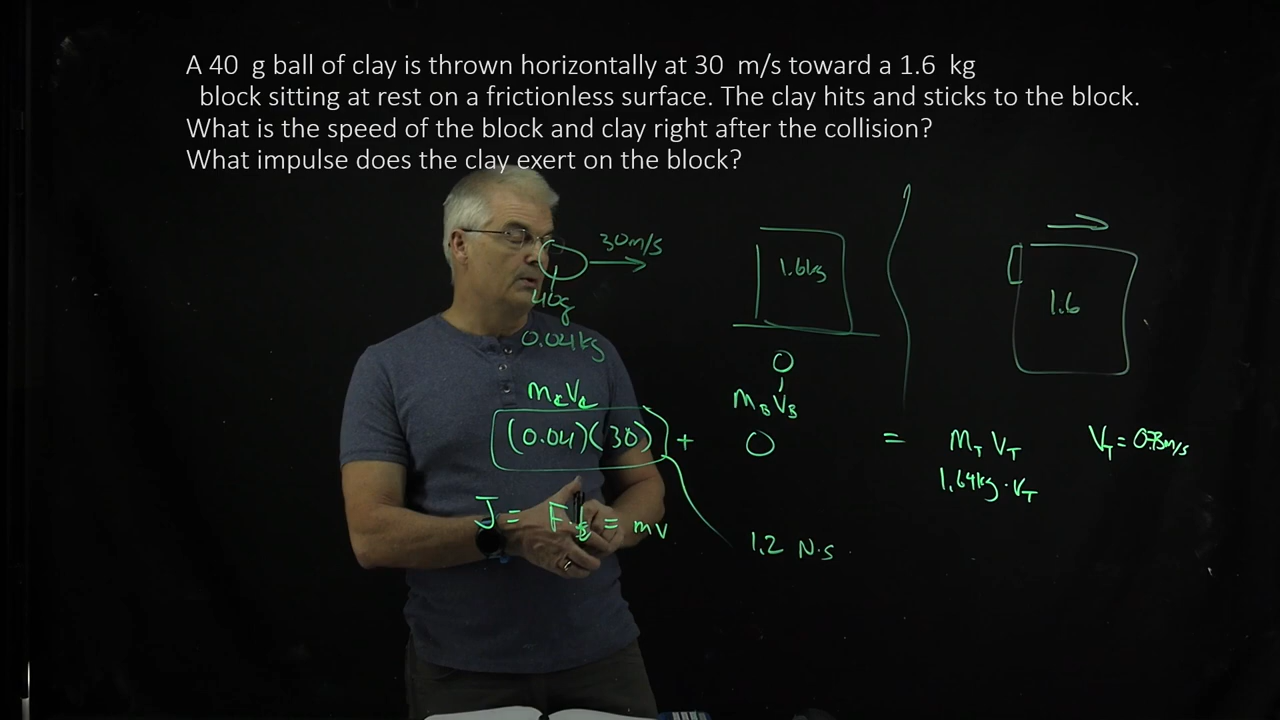 A 40 g ball of clay is thrown horizontally at 30 m/s toward a 1.6 kg
block sitting at rest on a frictionless surface. The clay hits and sticks to the block.
What is the speed of the block and clay right after the collision?
What impulse does the clay exert on the block?
30m/s
1.6kg
40g
1.6
0.04kg
0
McVc
MBVB
(0.04)(30) + 0 = MT VT VT = 0.73m/s
1.64kg · VT
J = F·t = mv
1.2 N·s